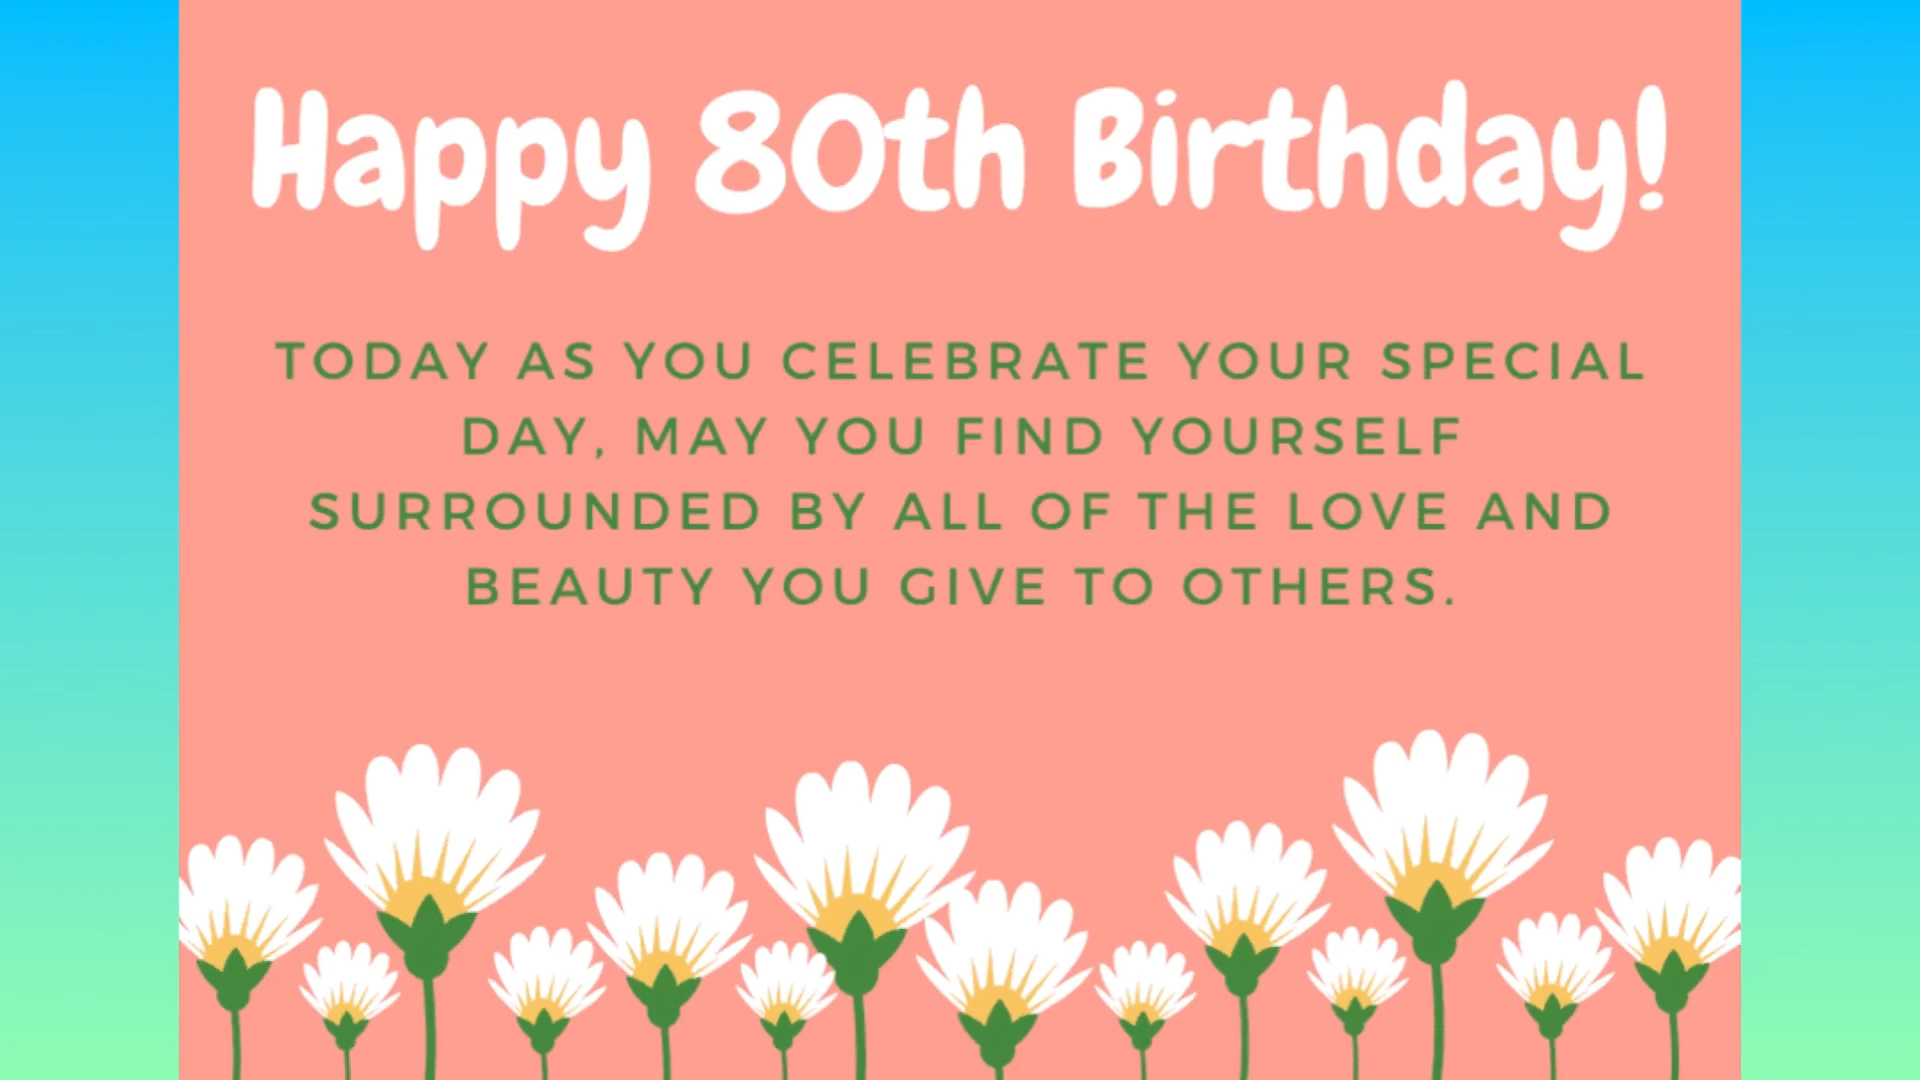 Happy 80th Birthday!
TODAY AS YOU CELEBRATE YOUR SPECIAL
DAY, MAY YOU FIND YOURSELF
SURROUNDED BY ALL OF THE LOVE AND
BEAUTY YOU GIVE TO OTHERS.